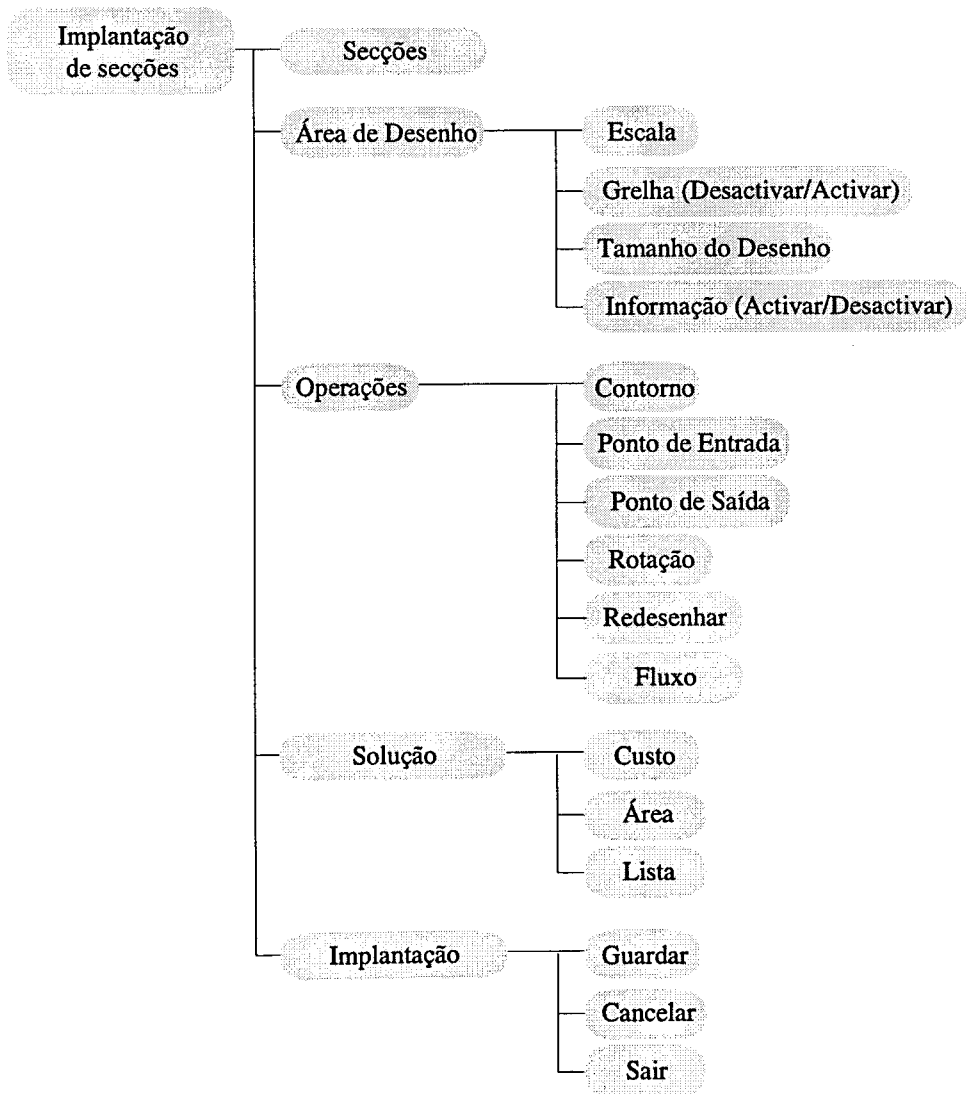 Implantação
de secções
Secções
Área de Desenho
Escala
Grelha (Desactivar/Activar)
Tamanho do Desenho
Informação (Activar/Desactivar)
Operações
Contorno
Ponto de Entrada
Ponto de Saída
Rotação
Redesenhar
Fluxo
Solução
Custo
Área
Lista
Implantação
Guardar
Cancelar
Sair